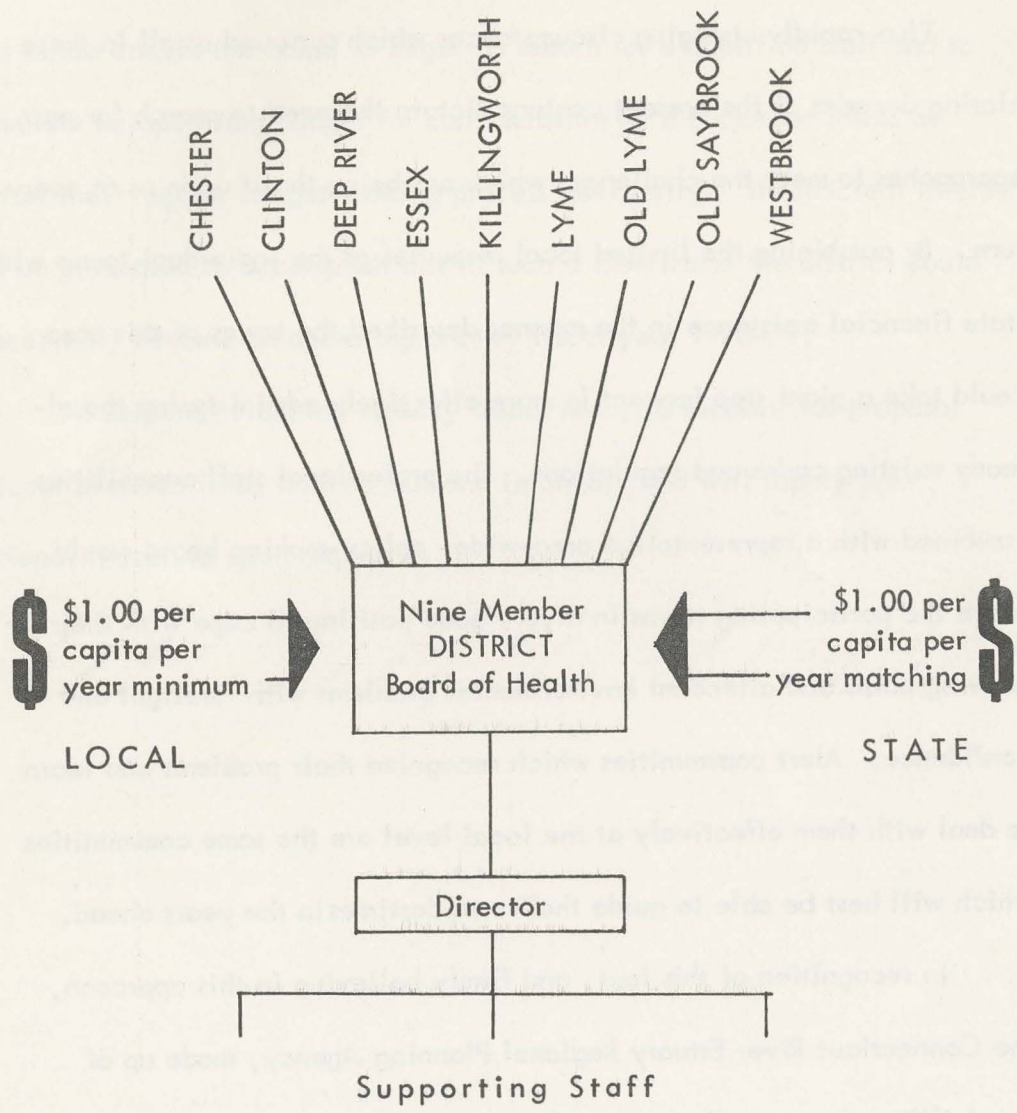 CHESTER
CLINTON
DEEP RIVER
ESSEX
KILLINGWORTH
LYME
OLD LYME
OLD SAYBROOK
WESTBROOK
$ $1.00 per
capita per
year minimum
LOCAL
Nine Member
DISTRICT
Board of Health
$1.00 per $
capita per
year matching
STATE
Director
Supporting Staff